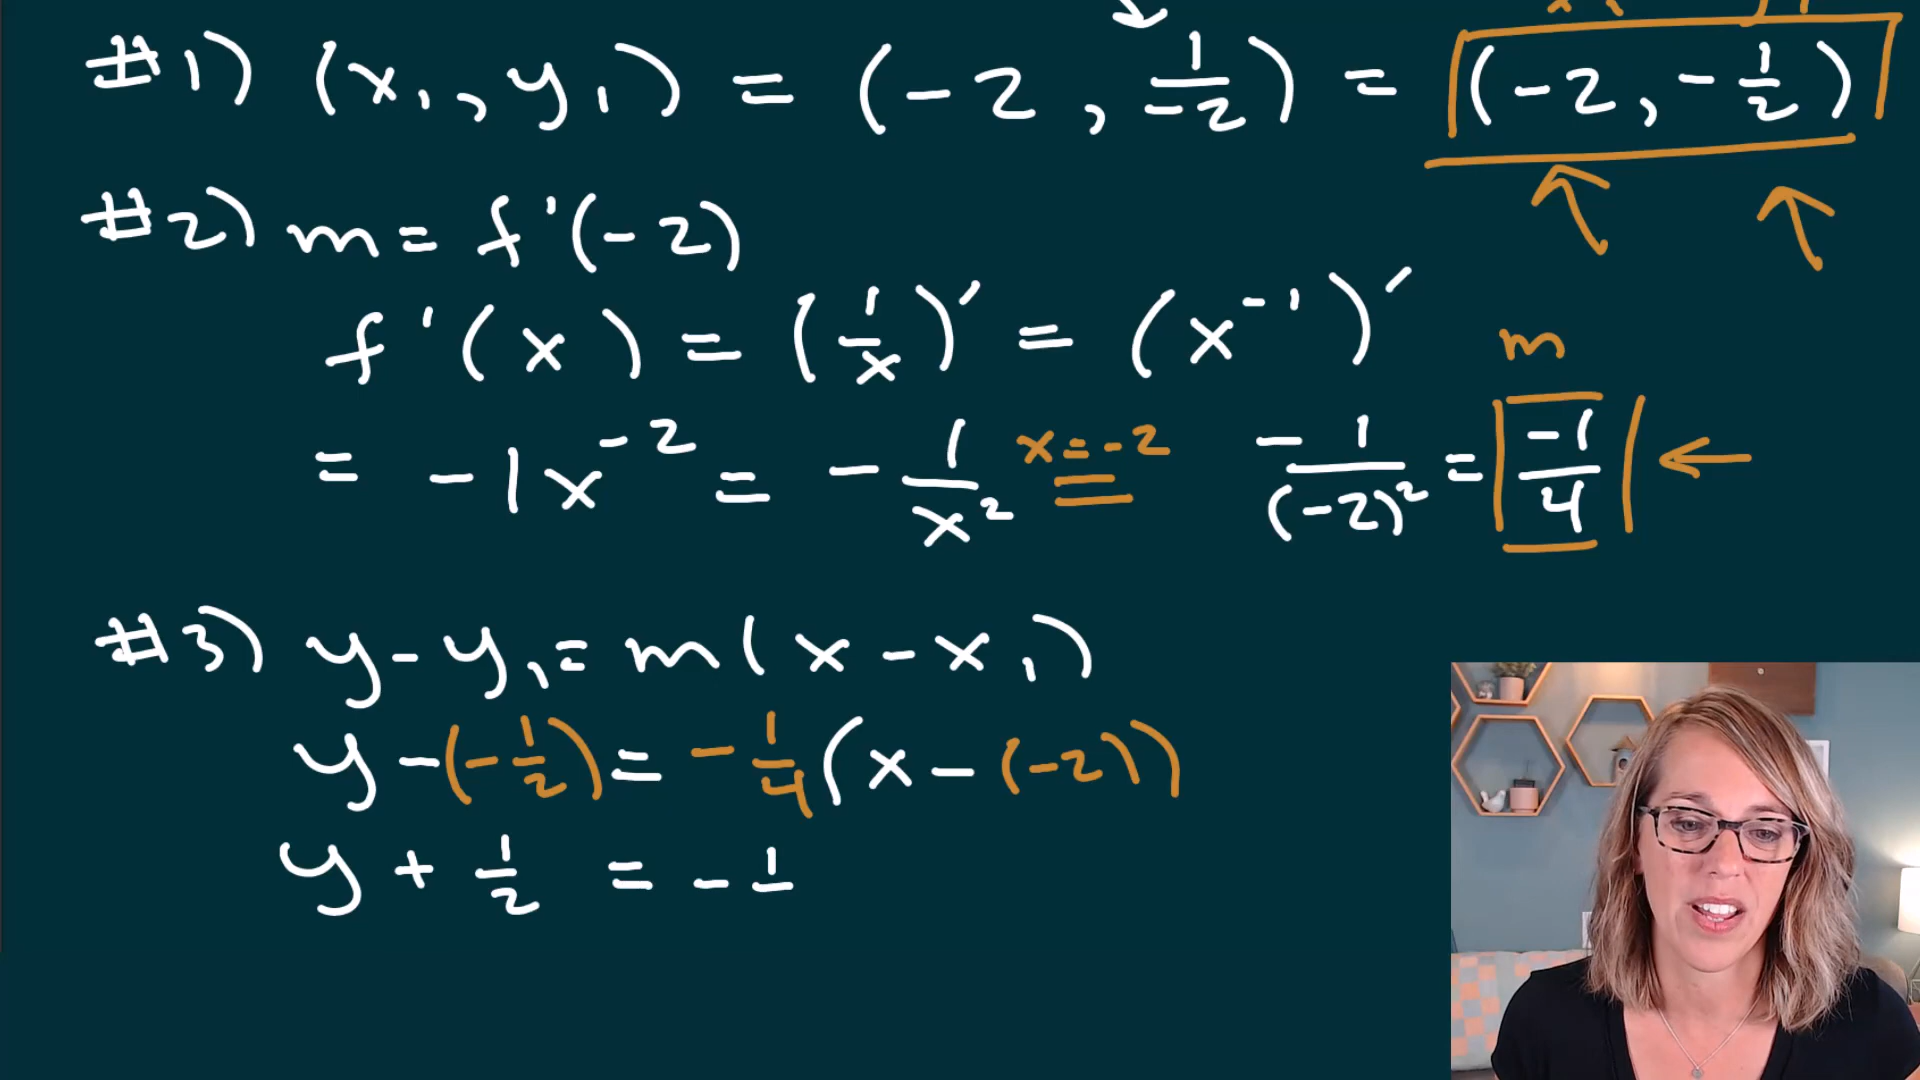 #1) (x₁, y₁) = (-2, 1/-2) = (-2, -1/2)
#2) m = f'(-2)
f'(x) = (1/x)' = (x⁻¹)'
m
= -1x⁻² = -1/x² x=-2 -1/(-2)² = -1/4 ←
#3) y - y₁ = m(x - x₁)
y - (-1/2) = -1/4(x - (-2))
y + 1/2 = - 1